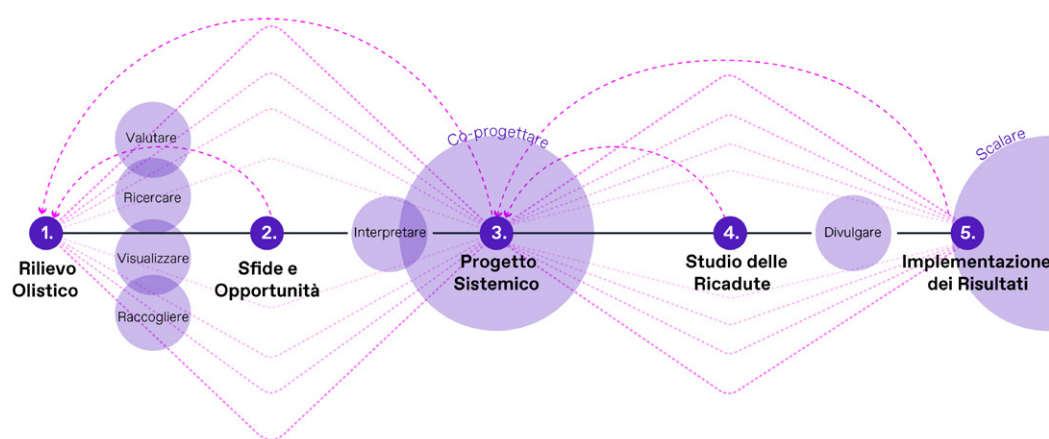 Co-progettare
Scalare
Valutare
Ricercare
1.
2.
Interpretare
3.
4.
Divulgare
5.
Visualizzare
Rilievo
Olistico
Sfide e
Opportunità
Progetto
Sistemico
Studio delle
Ricadute
Implementazione
dei Risultati
Raccogliere